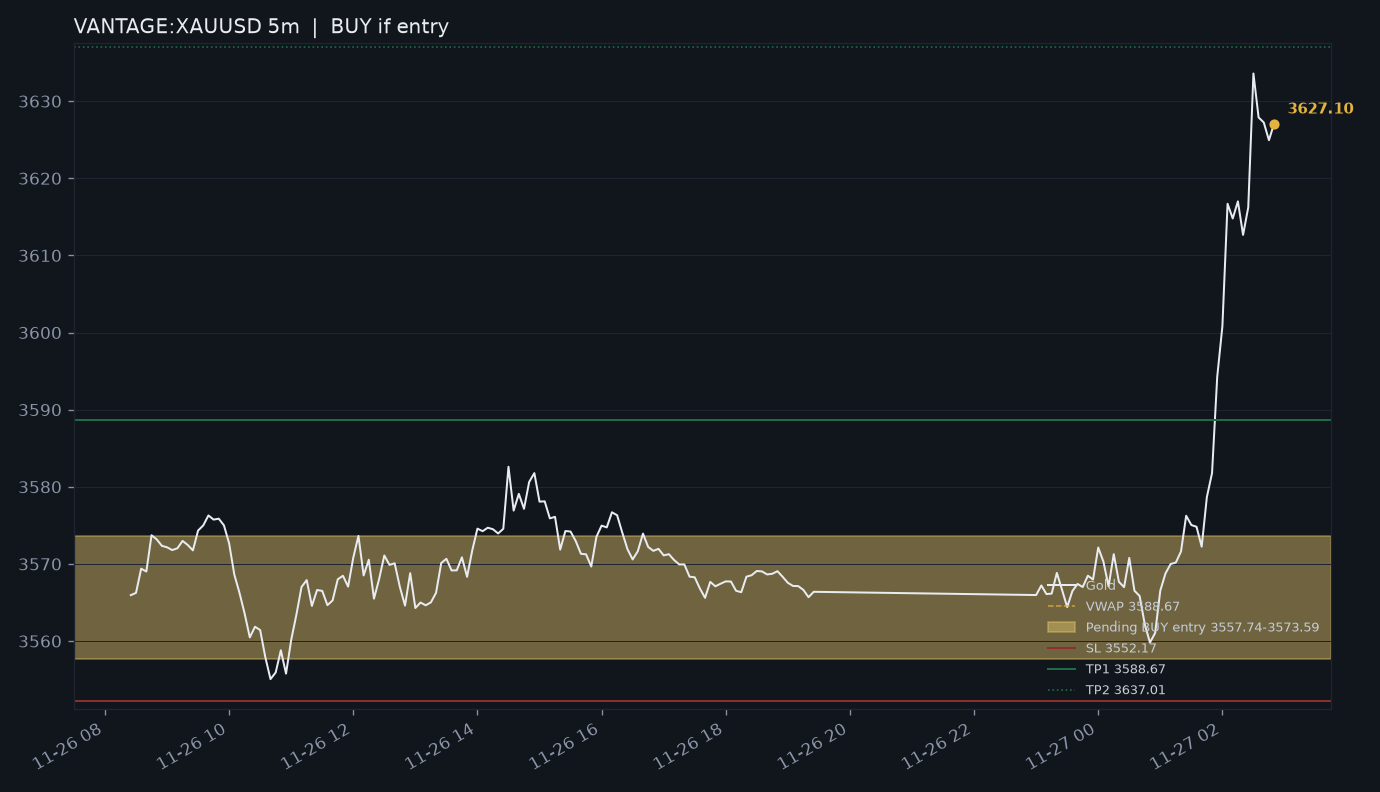 VANTAGE:XAUUSD 5m | BUY if entry
3627.10
3630
3620
3610
3600
3590
3580
3570
3560
Gold
VWAP 3588.67
Pending BUY entry 3557.74-3573.59
SL 3552.17
TP1 3588.67
TP2 3637.01
11-26 08
11-26 10
11-26 12
11-26 14
11-26 16
11-26 18
11-26 20
11-26 22
11-27 00
11-27 02